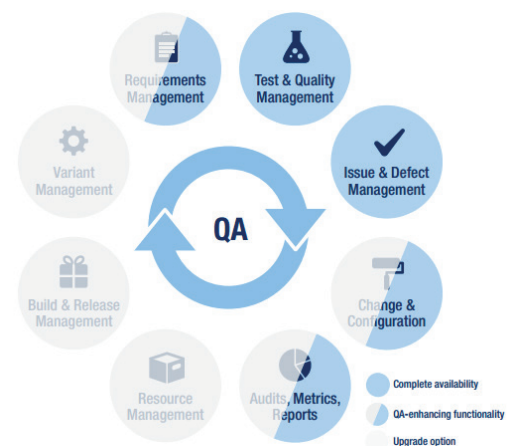 Requirements
Management
Test & Quality
Management
Variant
Management
Issue & Defect
Management
QA
Build & Release
Management
Change &
Configuration
Resource
Management
Audits, Metrics,
Reports
Complete availability
QA-enhancing functionality
Upgrade option